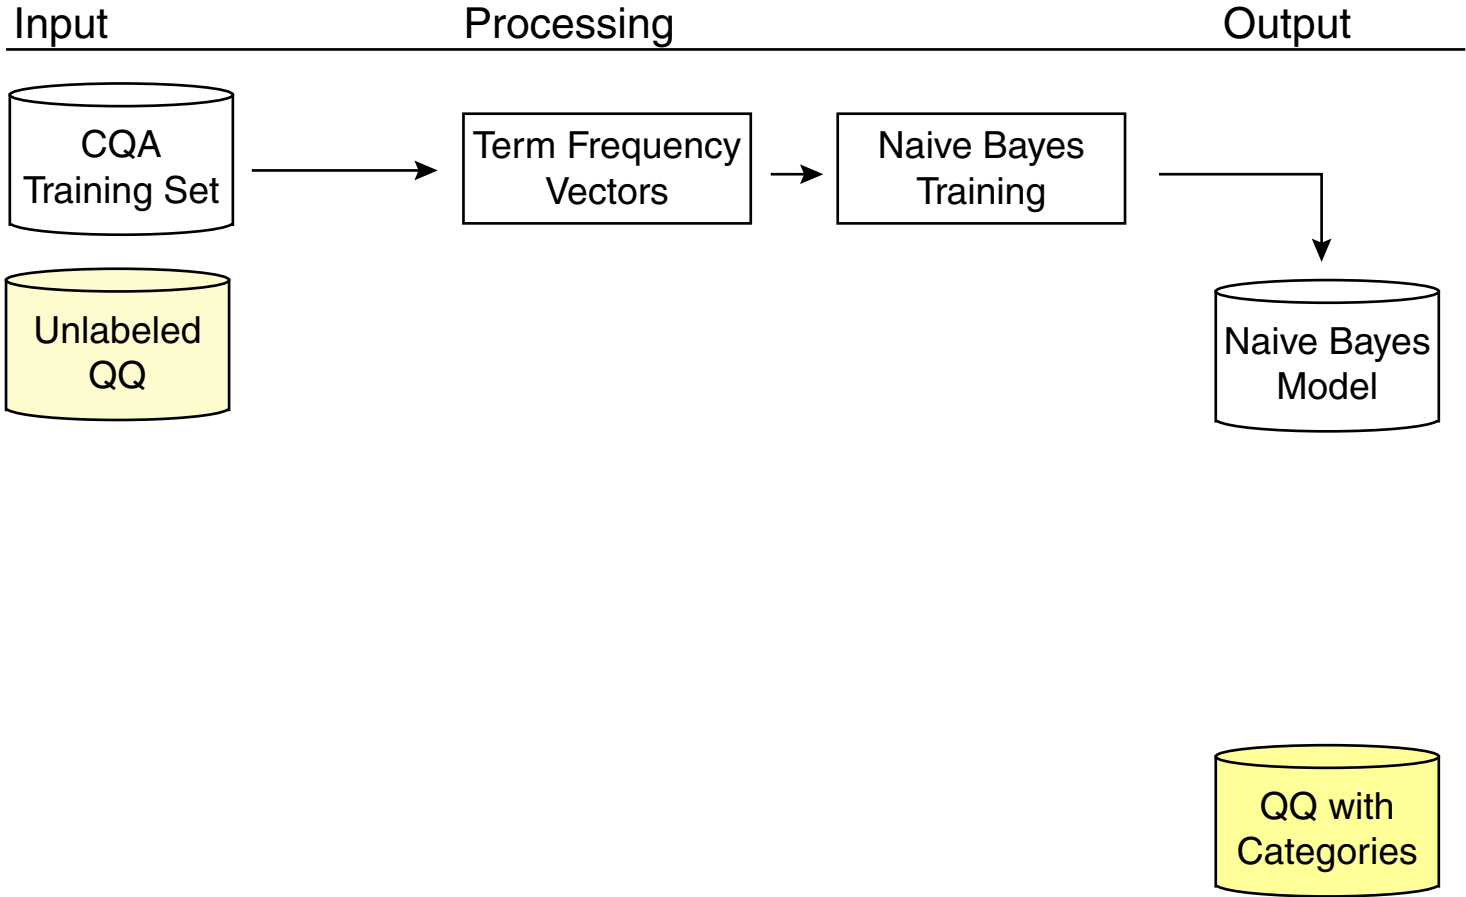 Input
Processing
Output
CQA
Training Set
Term Frequency
Vectors
Naive Bayes
Training
Unlabeled
QQ
Naive Bayes
Model
QQ with
Categories